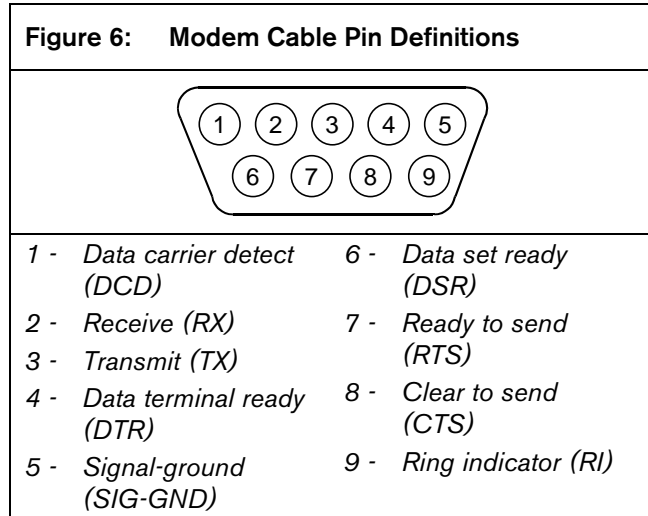 Figure 6: Modem Cable Pin Definitions
1 2 3 4 5
6 7 8 9
1 - Data carrier detect
(DCD)
2 - Receive (RX)
3 - Transmit (TX)
4 - Data terminal ready
(DTR)
5 - Signal-ground
(SIG-GND)
6 - Data set ready
(DSR)
7 - Ready to send
(RTS)
8 - Clear to send
(CTS)
9 - Ring indicator (RI)